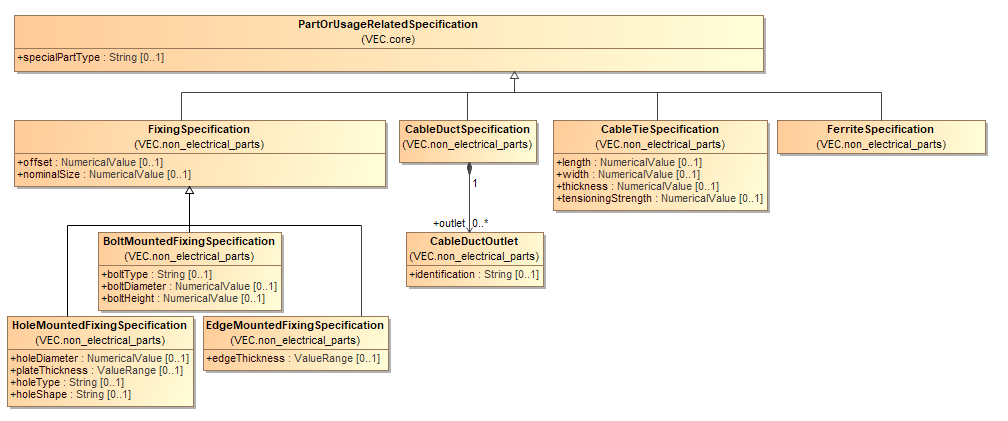 PartOrUsageRelatedSpecification
(VEC.core)
+specialPartType : String [0..1]
FixingSpecification
(VEC.non_electrical_parts)
+offset : NumericalValue [0..1]
+nominalSize : NumericalValue [0..1]
CableDuctSpecification
(VEC.non_electrical_parts)
CableTieSpecification
(VEC.non_electrical_parts)
+length : NumericalValue [0..1]
+width : NumericalValue [0..1]
+thickness : NumericalValue [0..1]
+tensioningStrength : NumericalValue [0..1]
FerriteSpecification
(VEC.non_electrical_parts)
1
+outlet 0..*
BoltMountedFixingSpecification
(VEC.non_electrical_parts)
+boltType : String [0..1]
+boltDiameter : NumericalValue [0..1]
+boltHeight : NumericalValue [0..1]
CableDuctOutlet
(VEC.non_electrical_parts)
+identification : String [0..1]
HoleMountedFixingSpecification
(VEC.non_electrical_parts)
+holeDiameter : NumericalValue [0..1]
+plateThickness : ValueRange [0..1]
+holeType : String [0..1]
+holeShape : String [0..1]
EdgeMountedFixingSpecification
(VEC.non_electrical_parts)
+edgeThickness : ValueRange [0..1]